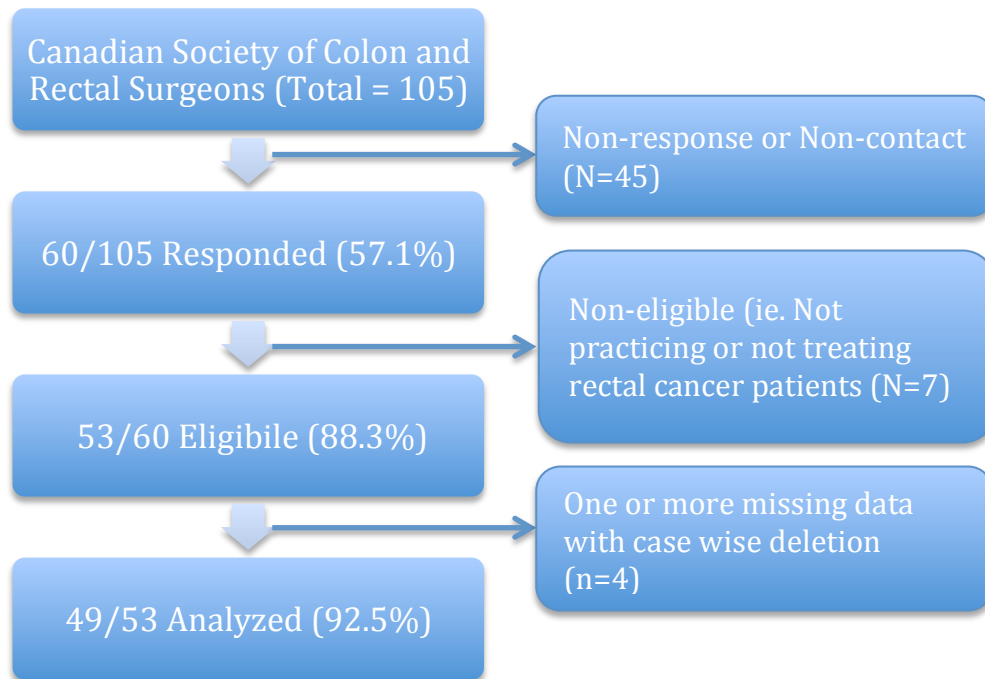 Canadian Society of Colon and
Rectal Surgeons (Total = 105)
Non-response or Non-contact
(N=45)
60/105 Responded (57.1%)
Non-eligible (ie. Not
practicing or not treating
rectal cancer patients (N=7)
53/60 Eligibile (88.3%)
One or more missing data
with case wise deletion
(n=4)
49/53 Analyzed (92.5%)